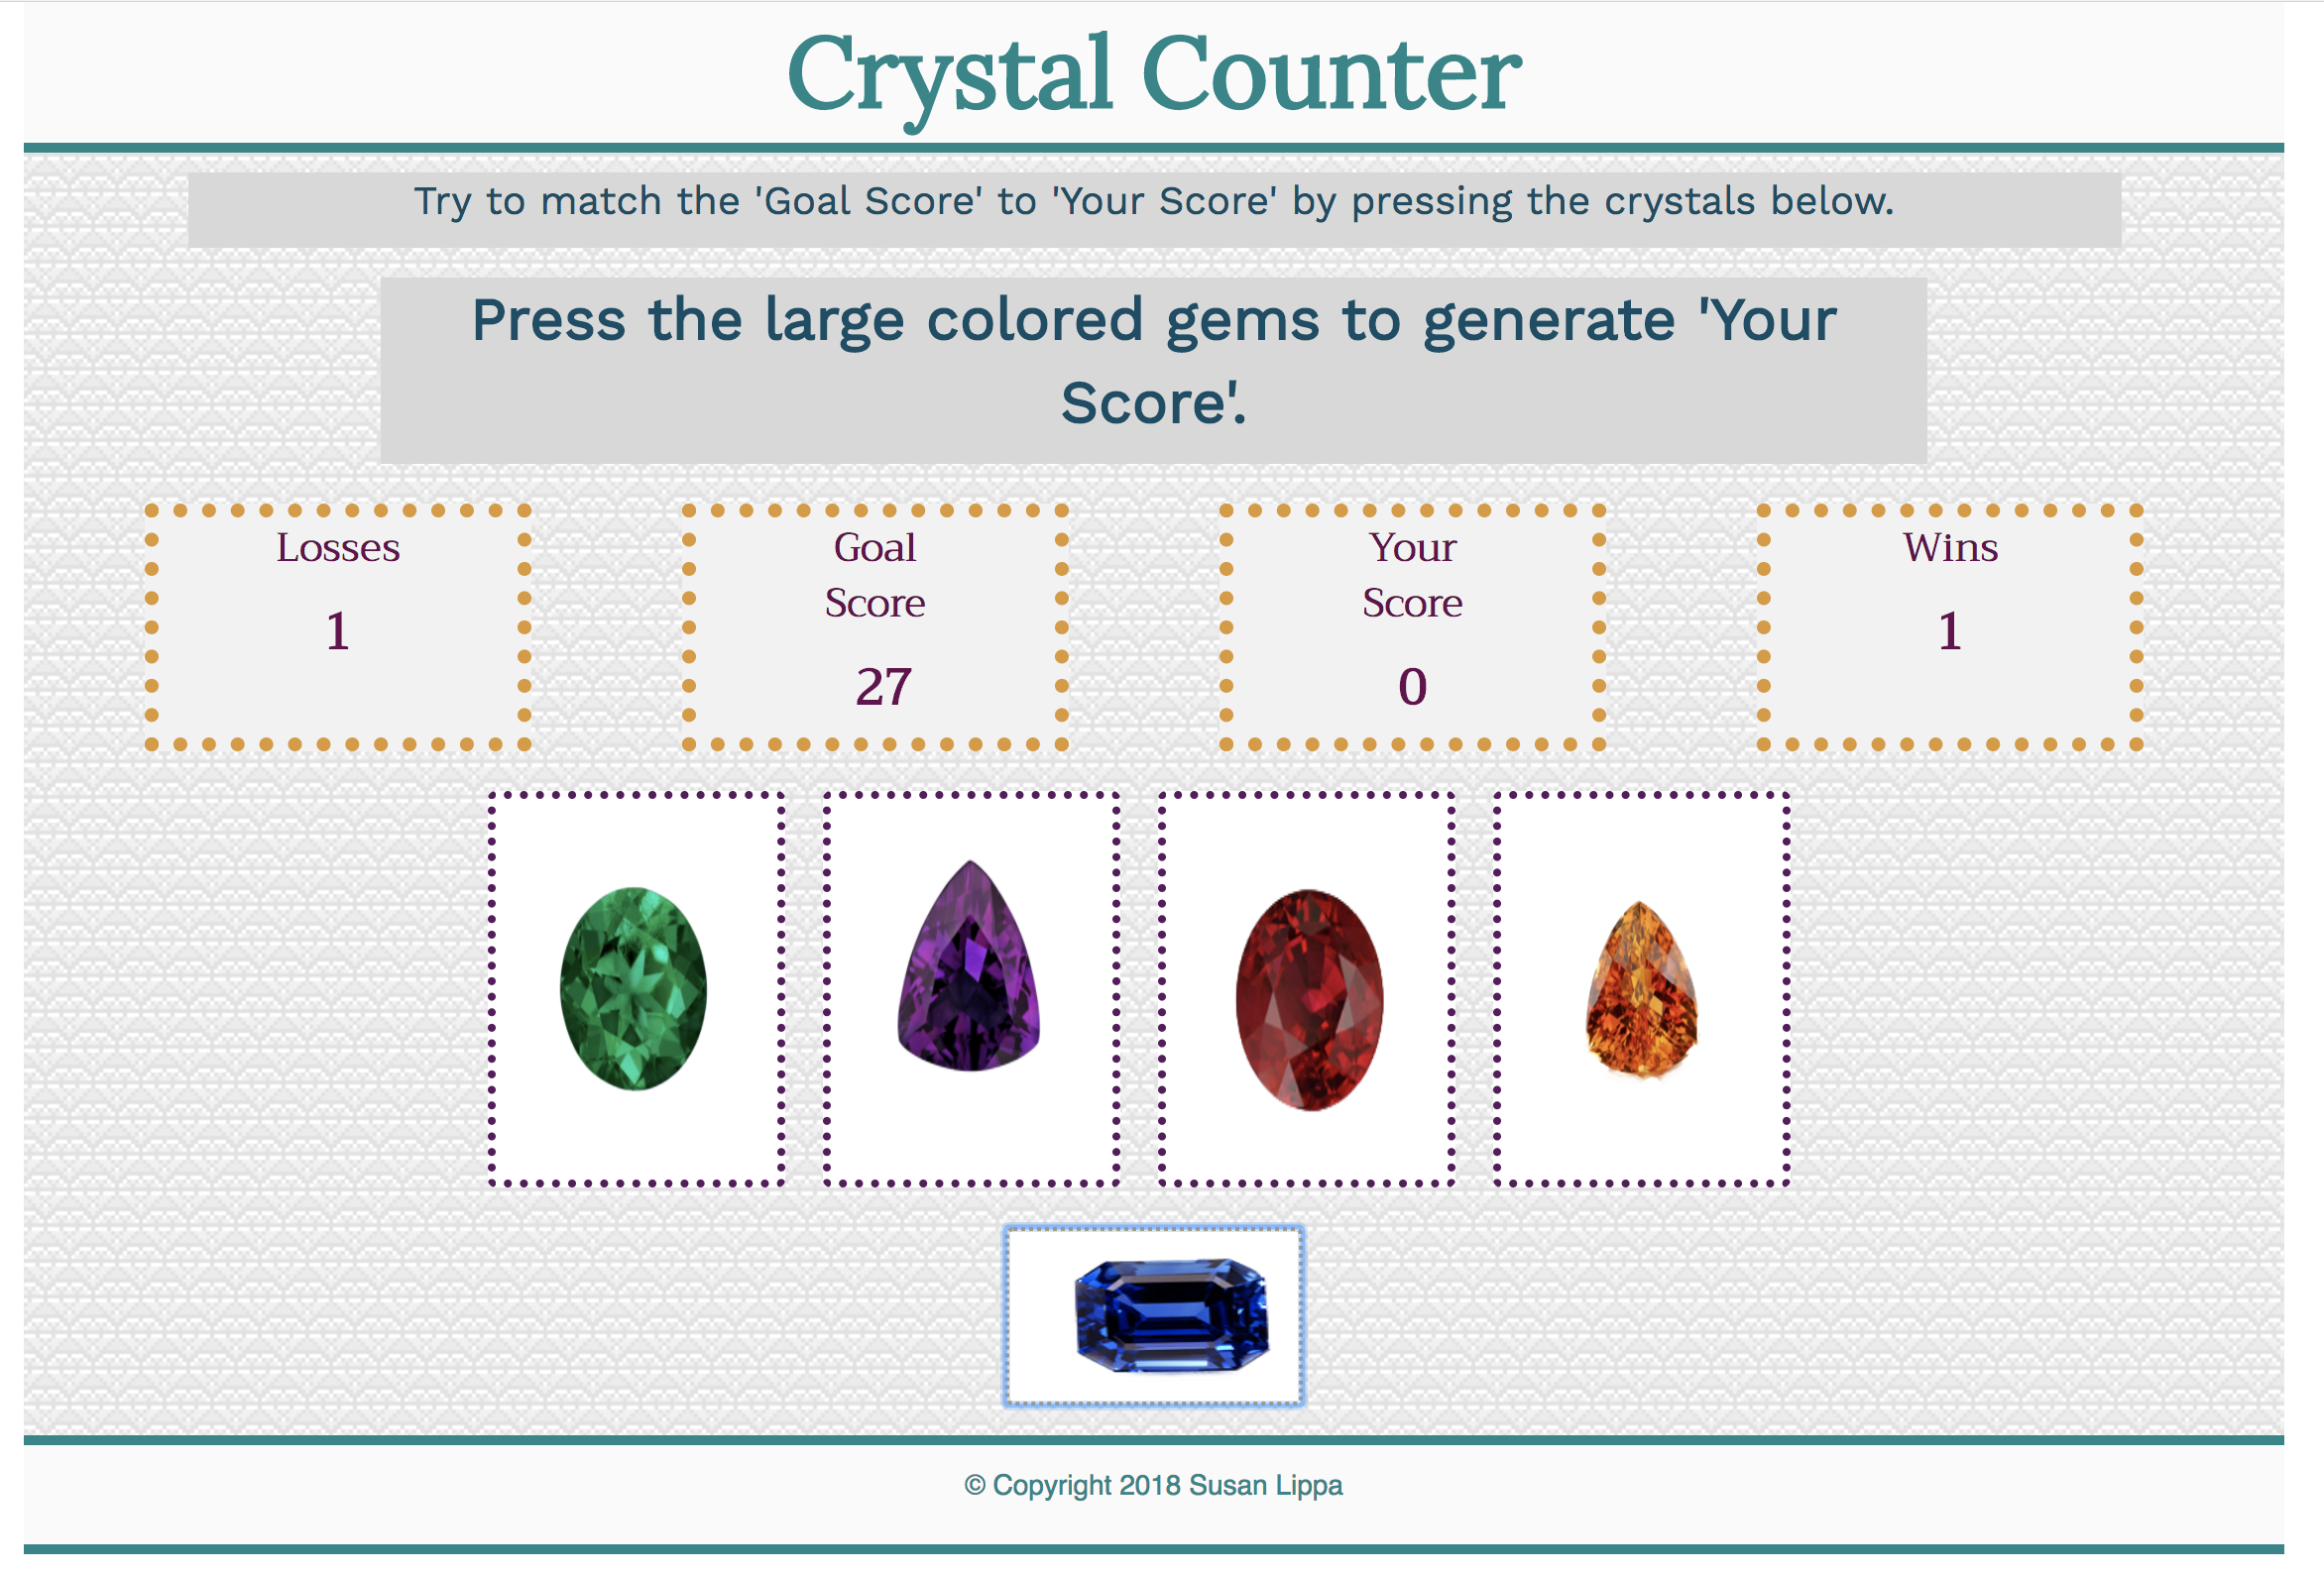 Crystal Counter
Try to match the 'Goal Score' to 'Your Score' by pressing the crystals below.
Press the large colored gems to generate 'Your
Score'.
Losses
1
Goal
Score
27
Your
Score
0
Wins
1
© Copyright 2018 Susan Lippa